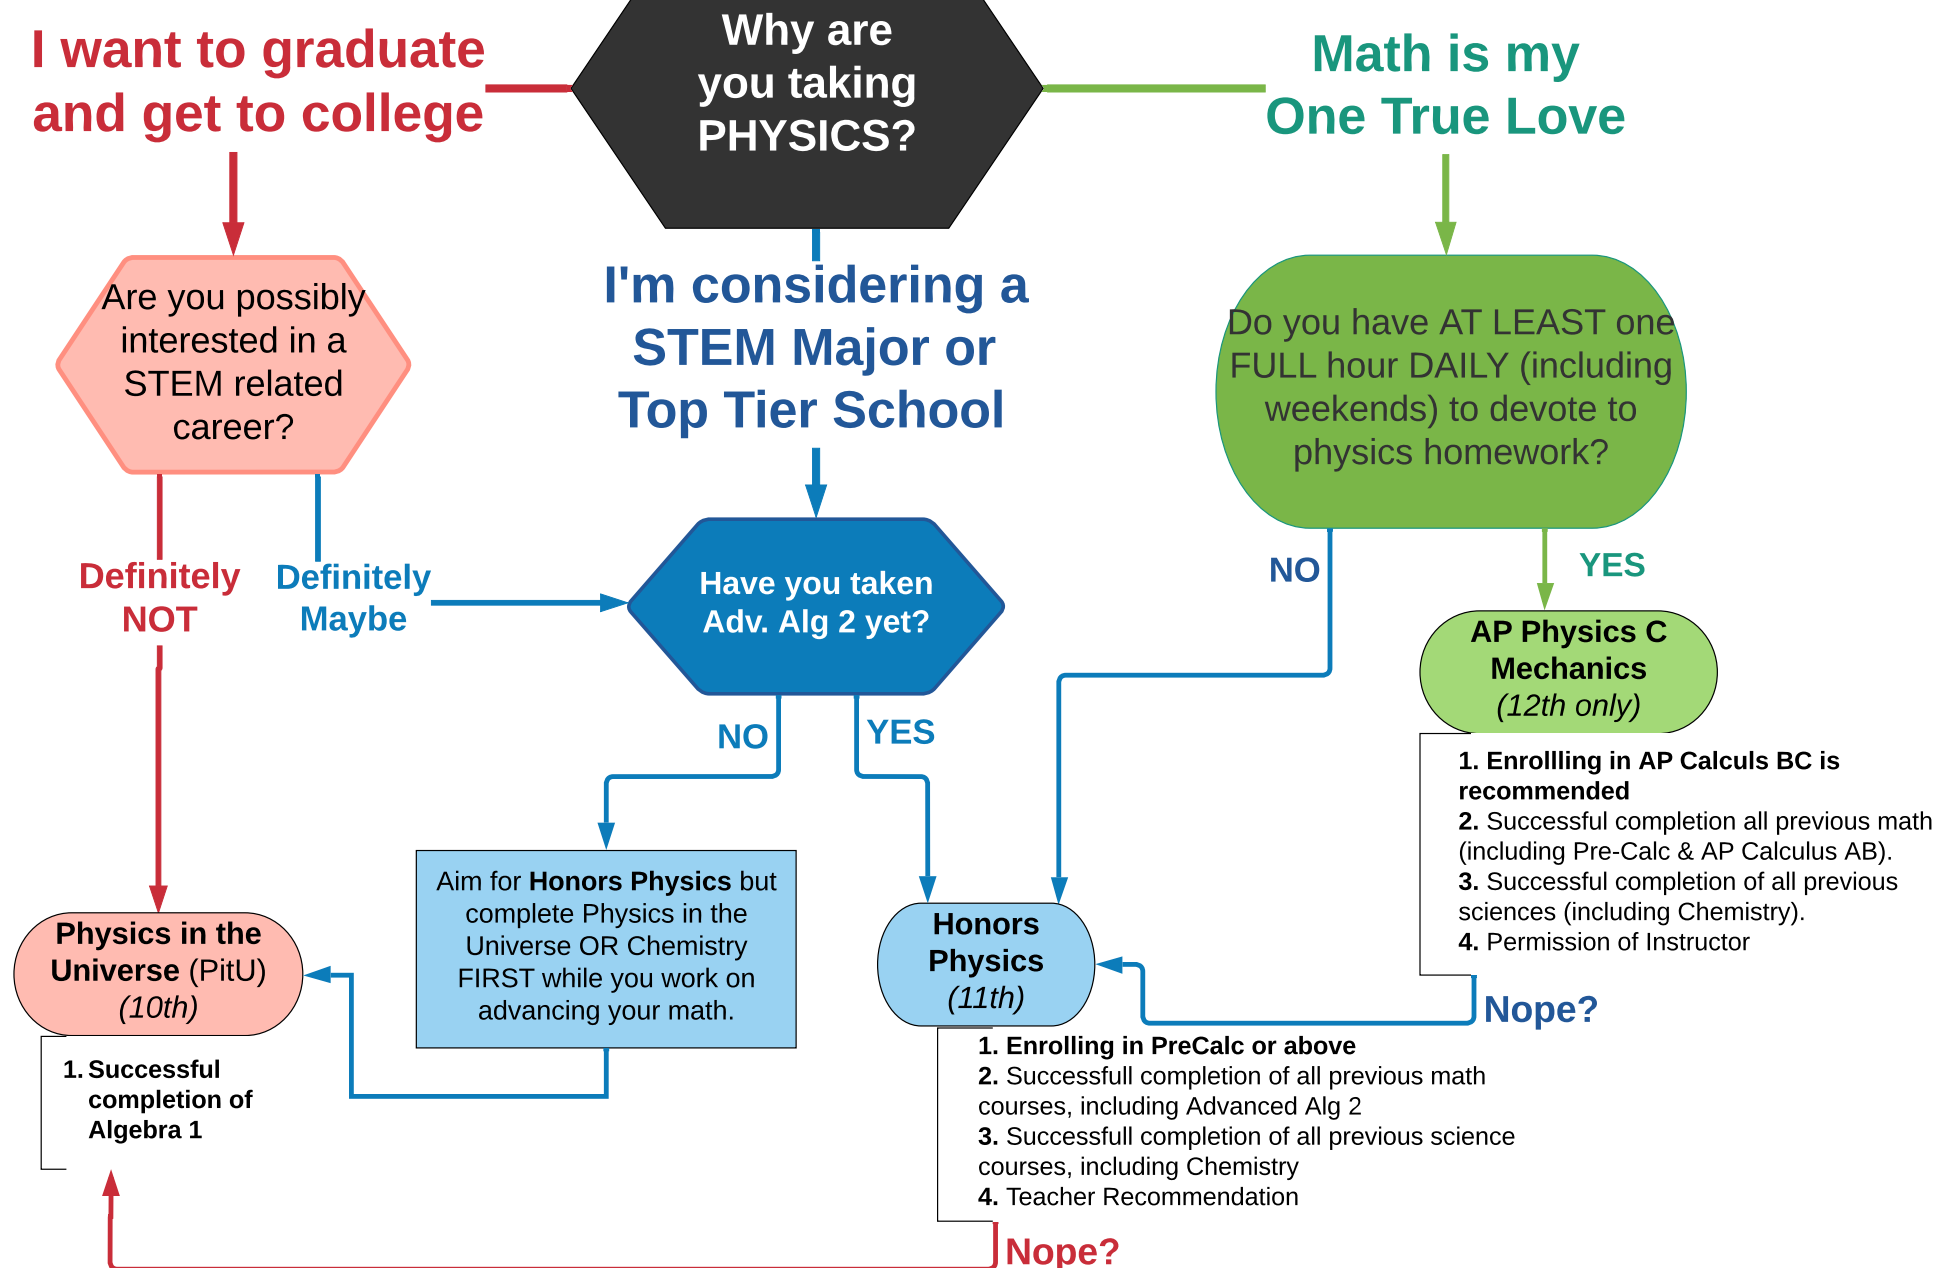 Why are
you taking
PHYSICS?
I want to graduate
and get to college
Math is my
One True Love
I'm considering a
STEM Major or
Top Tier School
Are you possibly
interested in a
STEM related
career?
Do you have AT LEAST one
FULL hour DAILY (including
weekends) to devote to
physics homework?
Definitely
NOT
Definitely
Maybe
Have you taken
Adv. Alg 2 yet?
NO
YES
NO
YES
AP Physics C
Mechanics
(12th only)
1. Enrollling in AP Calculs BC is
recommended
2. Successful completion all previous math
(including Pre-Calc & AP Calculus AB).
3. Successful completion of all previous
sciences (including Chemistry).
4. Permission of Instructor
Nope?
Aim for Honors Physics but
complete Physics in the
Universe OR Chemistry
FIRST while you work on
advancing your math.
Physics in the
Universe (PitU)
(10th)
1. Successful
completion of
Algebra 1
Honors
Physics
(11th)
1. Enrolling in PreCalc or above
2. Successfull completion of all previous math
courses, including Advanced Alg 2
3. Successfull completion of all previous science
courses, including Chemistry
4. Teacher Recommendation
Nope?